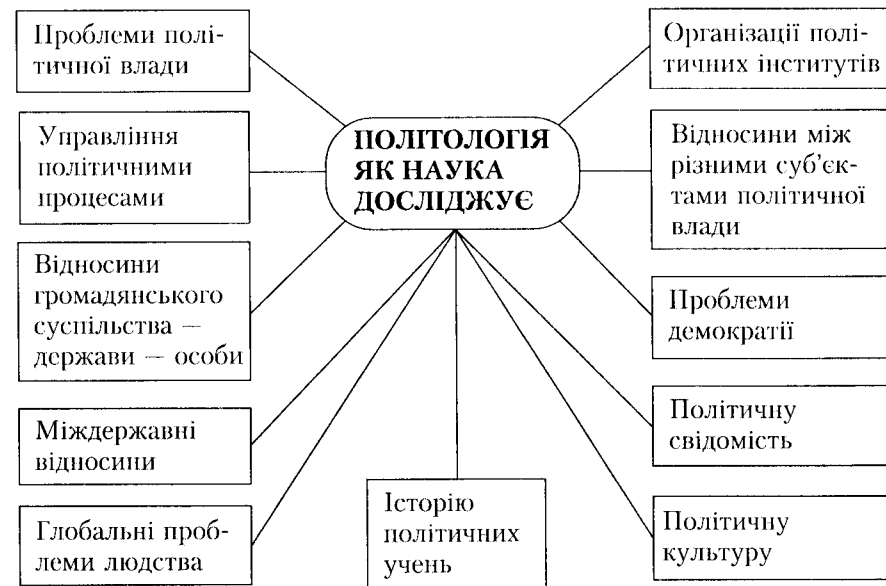 Проблеми полі-
тичної влади
Управління
політичними
процесами
Відносини
громадянського
суспільства —
держави — особи
Міждержавні
відносини
Глобальні проб-
леми людства
ПОЛІТОЛОГІЯ
ЯК НАУКА
ДОСЛІДЖУЄ
Історію
політичних
учень
Організації полі-
тичних інститутів
Відносини між
різними суб'єк-
тами політичної
влади
Проблеми
демократії
Політичну
свідомість
Політичну
культуру